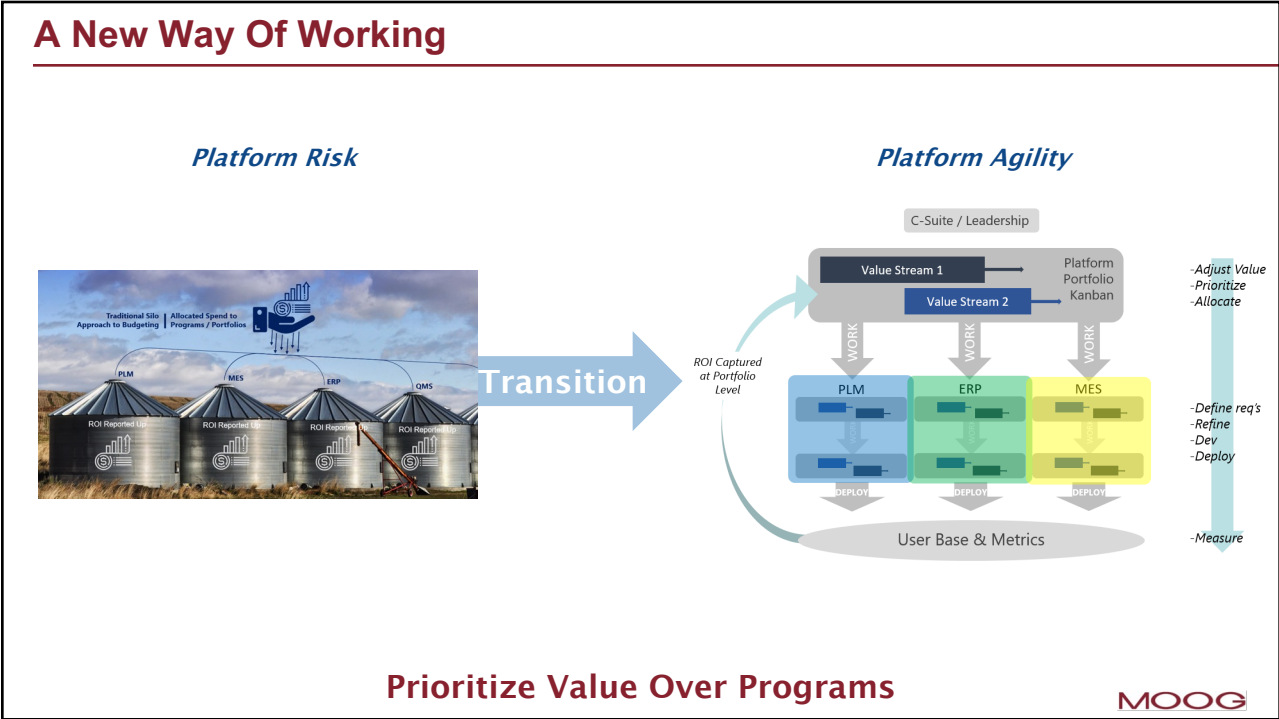 A New Way Of Working
Platform Risk
Platform Agility
Traditional Silo
Approach to Budgeting
Allocated Spend to
Programs / Portfolios
PLM
MES
ERP
QMS
ROI Reported Up
ROI Reported Up
ROI Reported Up
ROI Reported Up
Transition
C-Suite / Leadership
Value Stream 1
Value Stream 2
Platform
Portfolio
Kanban
ROI Captured
at Portfolio
Level
WORK
WORK
WORK
PLM
ERP
MES
WORK
WORK
WORK
DEPLOY
DEPLOY
DEPLOY
User Base & Metrics
-Adjust Value
-Prioritize
-Allocate
-Define req's
-Refine
-Dev
-Deploy
-Measure
Prioritize Value Over Programs
MOOG